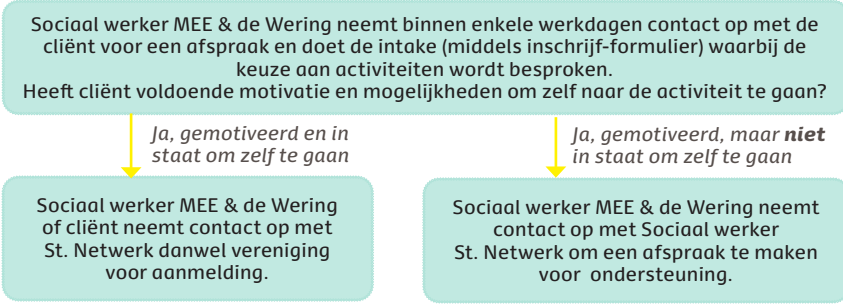 Sociaal werker MEE & de Wering neemt binnen enkele werkdagen contact op met de
cliënt voor een afspraak en doet de intake (middels inschrijf-formulier) waarbij de
keuze aan activiteiten wordt besproken.
Heeft cliënt voldoende motivatie en mogelijkheden om zelf naar de activiteit te gaan?
Ja, gemotiveerd en in
staat om zelf te gaan
Ja, gemotiveerd, maar niet
in staat om zelf te gaan
Sociaal werker MEE & de Wering
of cliënt neemt contact op met
St. Netwerk danwel vereniging
voor aanmelding.
Sociaal werker MEE & de Wering neemt
contact op met Sociaal werker
St. Netwerk om een afspraak te maken
voor ondersteuning.